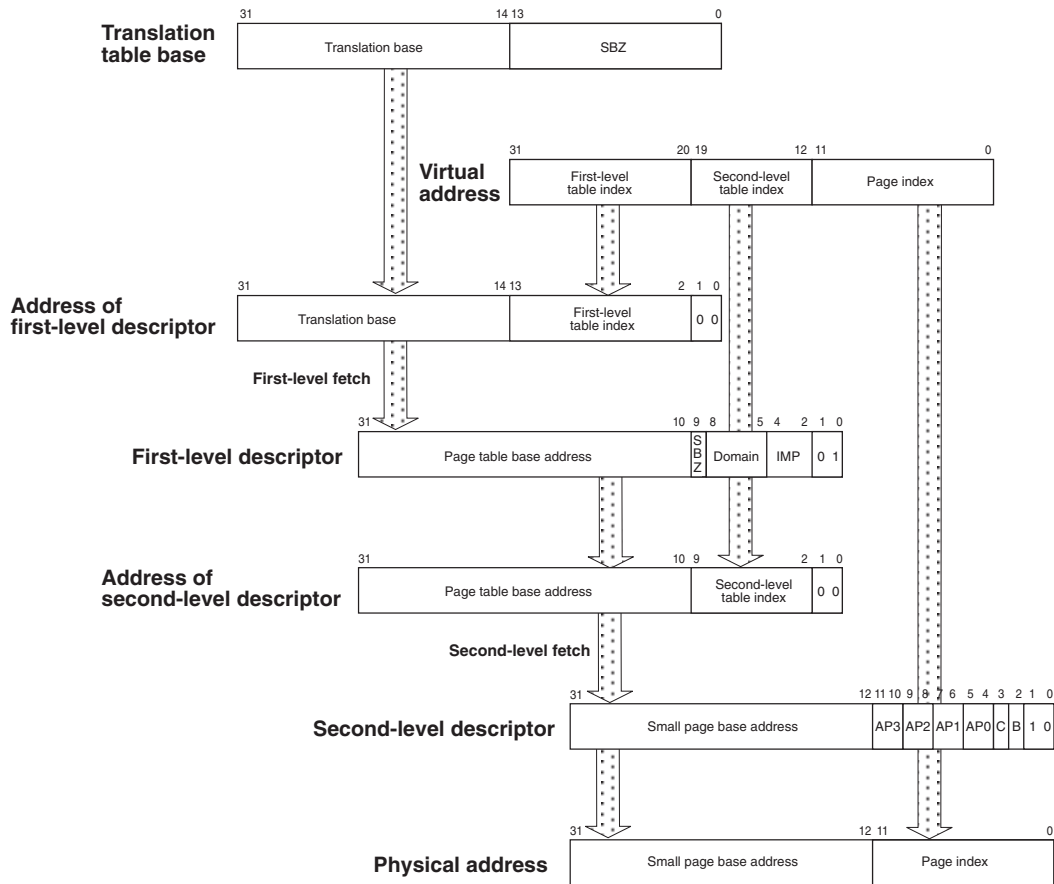 31 14 13 0
Translation table base
Translation base SBZ
31 20 19 12 11 0
Virtual address
First-level table index Second-level table index Page index
31 14 13 2 1 0
Address of first-level descriptor
Translation base First-level table index 0 0
First-level fetch
31 10 9 8 5 4 2 1 0
First-level descriptor
Page table base address SBZ Domain IMP 0 1
31 10 9 2 1 0
Address of second-level descriptor
Page table base address Second-level table index 0 0
Second-level fetch
31 12 11 10 9 8 7 6 5 4 3 2 1 0
Second-level descriptor
Small page base address AP3 AP2 AP1 AP0 C B 1 0
31 12 11 0
Physical address
Small page base address Page index